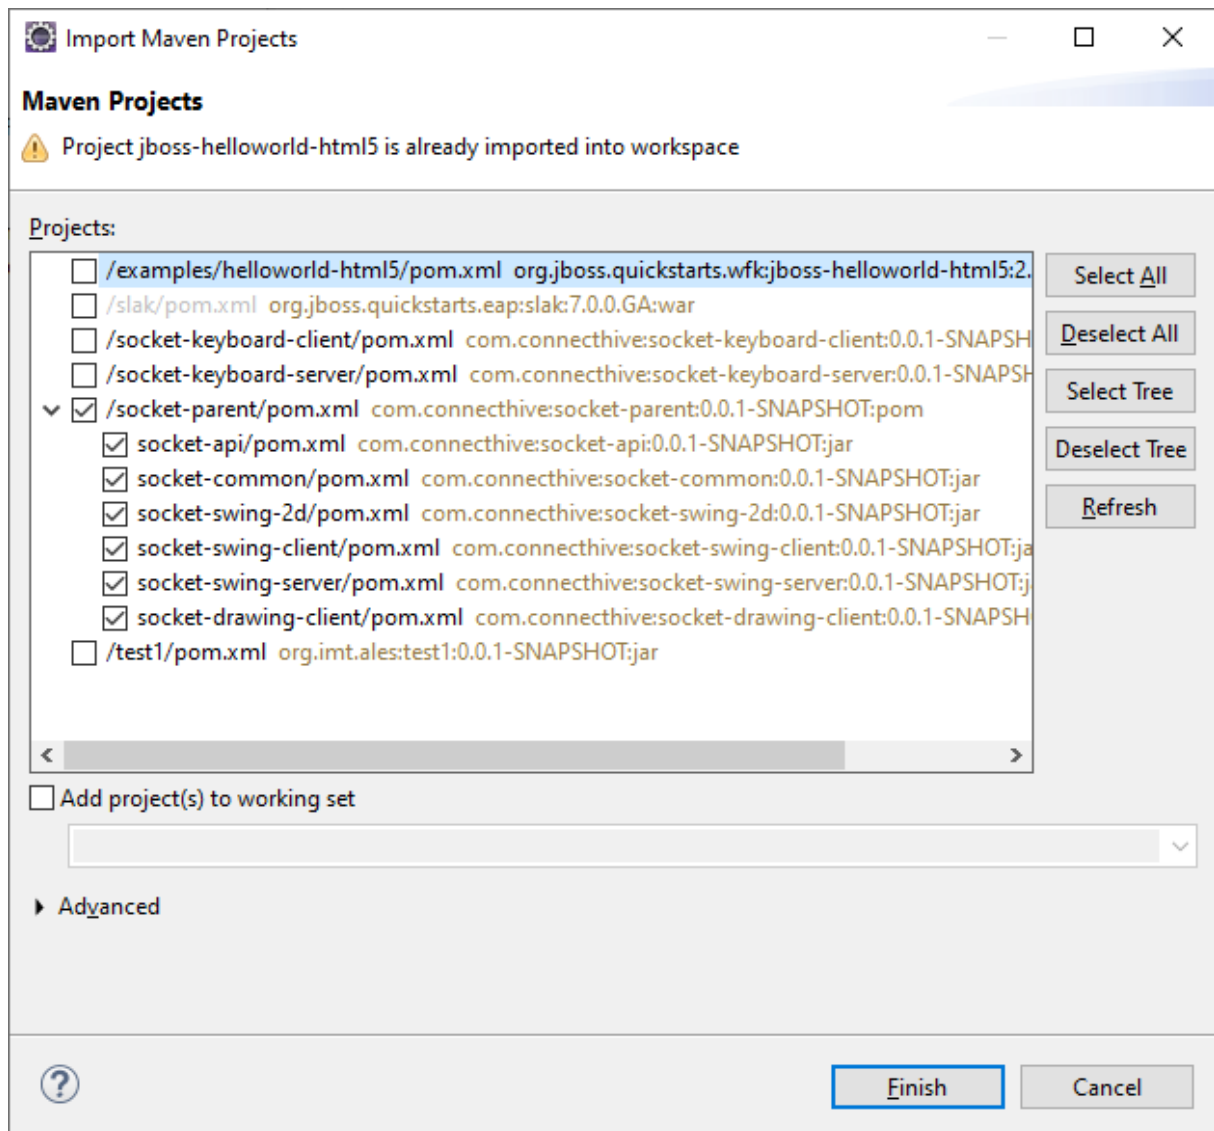 Import Maven Projects
Maven Projects
Project jboss-helloworld-html5 is already imported into workspace
Projects:
/examples/helloworld-html5/pom.xml org.jboss.quickstarts.wfk:jboss-helloworld-html5:2.
/slak/pom.xml org.jboss.quickstarts.eap:slak:7.0.0.GA:war
/socket-keyboard-client/pom.xml com.connecthive:socket-keyboard-client:0.0.1-SNAPSH
/socket-keyboard-server/pom.xml com.connecthive:socket-keyboard-server:0.0.1-SNAPSH
/socket-parent/pom.xml com.connecthive:socket-parent:0.0.1-SNAPSHOT:pom
socket-api/pom.xml com.connecthive:socket-api:0.0.1-SNAPSHOT:jar
socket-common/pom.xml com.connecthive:socket-common:0.0.1-SNAPSHOT:jar
socket-swing-2d/pom.xml com.connecthive:socket-swing-2d:0.0.1-SNAPSHOT:jar
socket-swing-client/pom.xml com.connecthive:socket-swing-client:0.0.1-SNAPSHOT:ja
socket-swing-server/pom.xml com.connecthive:socket-swing-server:0.0.1-SNAPSHOT:j
socket-drawing-client/pom.xml com.connecthive:socket-drawing-client:0.0.1-SNAPSH
/test1/pom.xml org.imt.ales:test1:0.0.1-SNAPSHOT:jar
Select All
Deselect All
Select Tree
Deselect Tree
Refresh
Add project(s) to working set
Advanced
?
Finish
Cancel